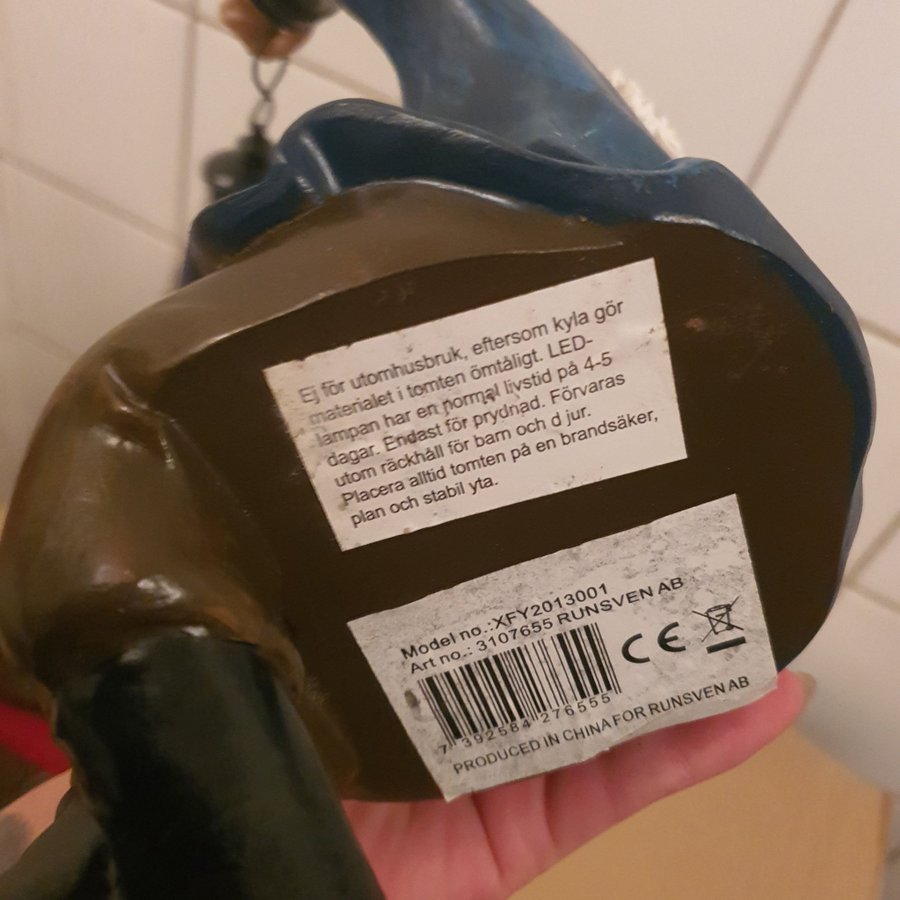 Ej för utomhusbruk, eftersom kyla gör
materialet i tomten ömtåligt. LED-
lampan har en normal livstid på 4-5
dagar. Endast för prydnad. Förvaras
utom räckhåll för barn och d jur.
Placera alltid tomten på en brandsäker,
plan och stabil yta.
Model no.:XFY2013001
Art no.: 3107655 RUNSVEN AB
CE
7 392584 276555
PRODUCED IN CHINA FOR RUNSVEN AB